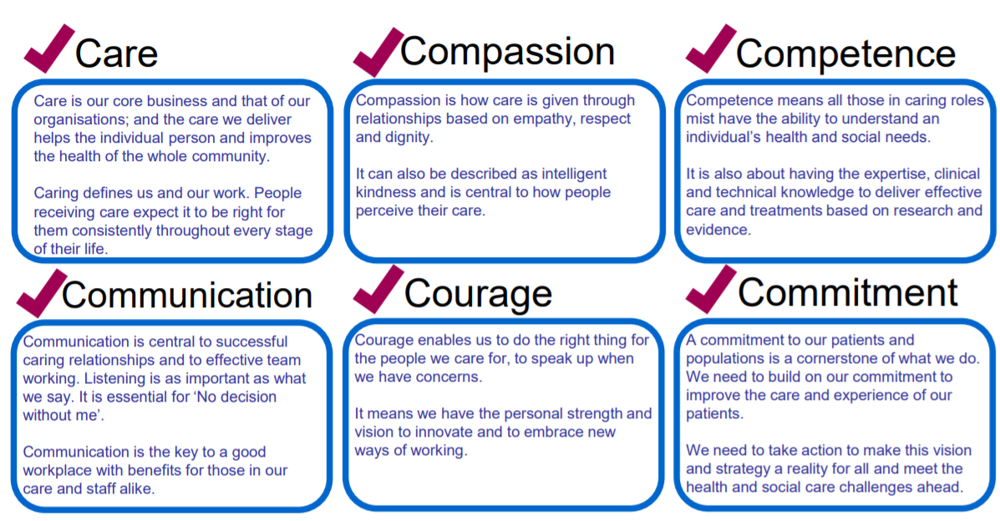 Care
Care is our core business and that of our
organisations; and the care we deliver
helps the individual person and improves
the health of the whole community.
Caring defines us and our work. People
receiving care expect it to be right for
them consistently throughout every stage
of their life.
Compassion
Compassion is how care is given through
relationships based on empathy, respect
and dignity.
It can also be described as intelligent
kindness and is central to how people
perceive their care.
Competence
Competence means all those in caring roles
mist have the ability to understand an
individual’s health and social needs.
It is also about having the expertise, clinical
and technical knowledge to deliver effective
care and treatments based on research and
evidence.
Communication
Communication is central to successful
caring relationships and to effective team
working. Listening is as important as what
we say. It is essential for ‘No decision
without me’.
Communication is the key to a good
workplace with benefits for those in our
care and staff alike.
Courage
Courage enables us to do the right thing for
the people we care for, to speak up when
we have concerns.
It means we have the personal strength and
vision to innovate and to embrace new
ways of working.
Commitment
A commitment to our patients and
populations is a cornerstone of what we do.
We need to build on our commitment to
improve the care and experience of our
patients.
We need to take action to make this vision
and strategy a reality for all and meet the
health and social care challenges ahead.